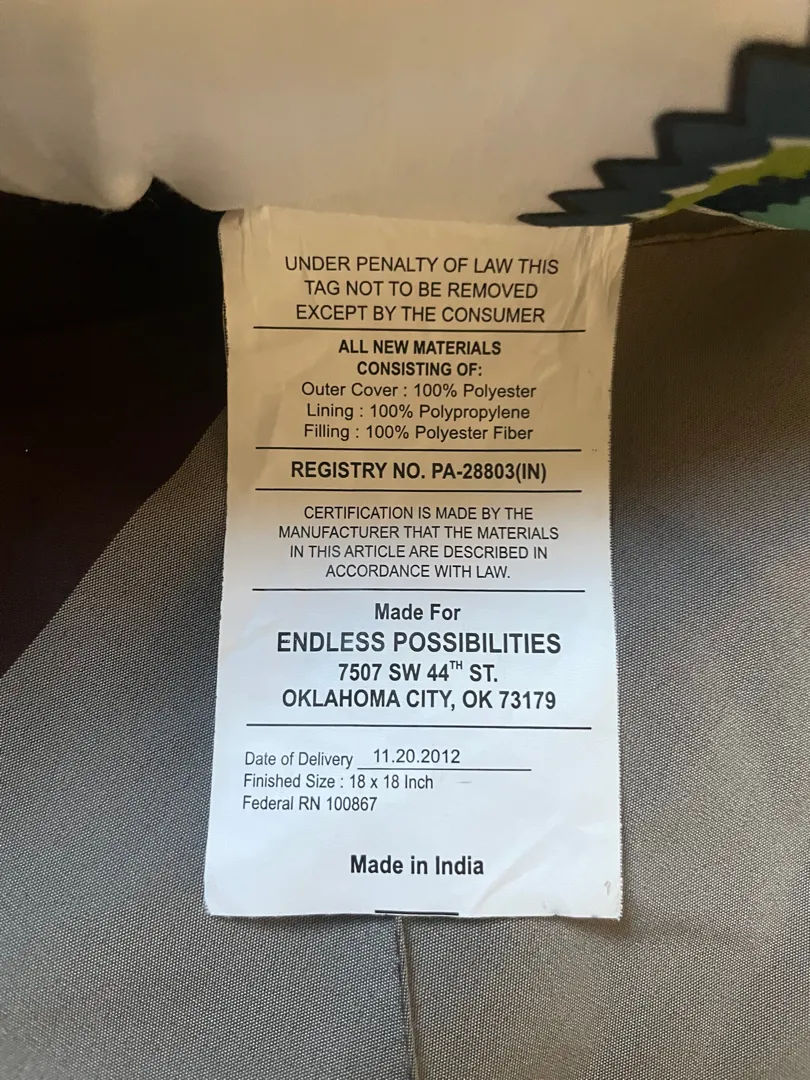 UNDER PENALTY OF LAW THIS
TAG NOT TO BE REMOVED
EXCEPT BY THE CONSUMER
ALL NEW MATERIALS
CONSISTING OF:
Outer Cover : 100% Polyester
Lining : 100% Polypropylene
Filling : 100% Polyester Fiber
REGISTRY NO. PA-28803(IN)
CERTIFICATION IS MADE BY THE
MANUFACTURER THAT THE MATERIALS
IN THIS ARTICLE ARE DESCRIBED IN
ACCORDANCE WITH LAW.
Made For
ENDLESS POSSIBILITIES
7507 SW 44TH ST.
OKLAHOMA CITY, OK 73179
Date of Delivery 11.20.2012
Finished Size : 18 x 18 Inch
Federal RN 100867
Made in India